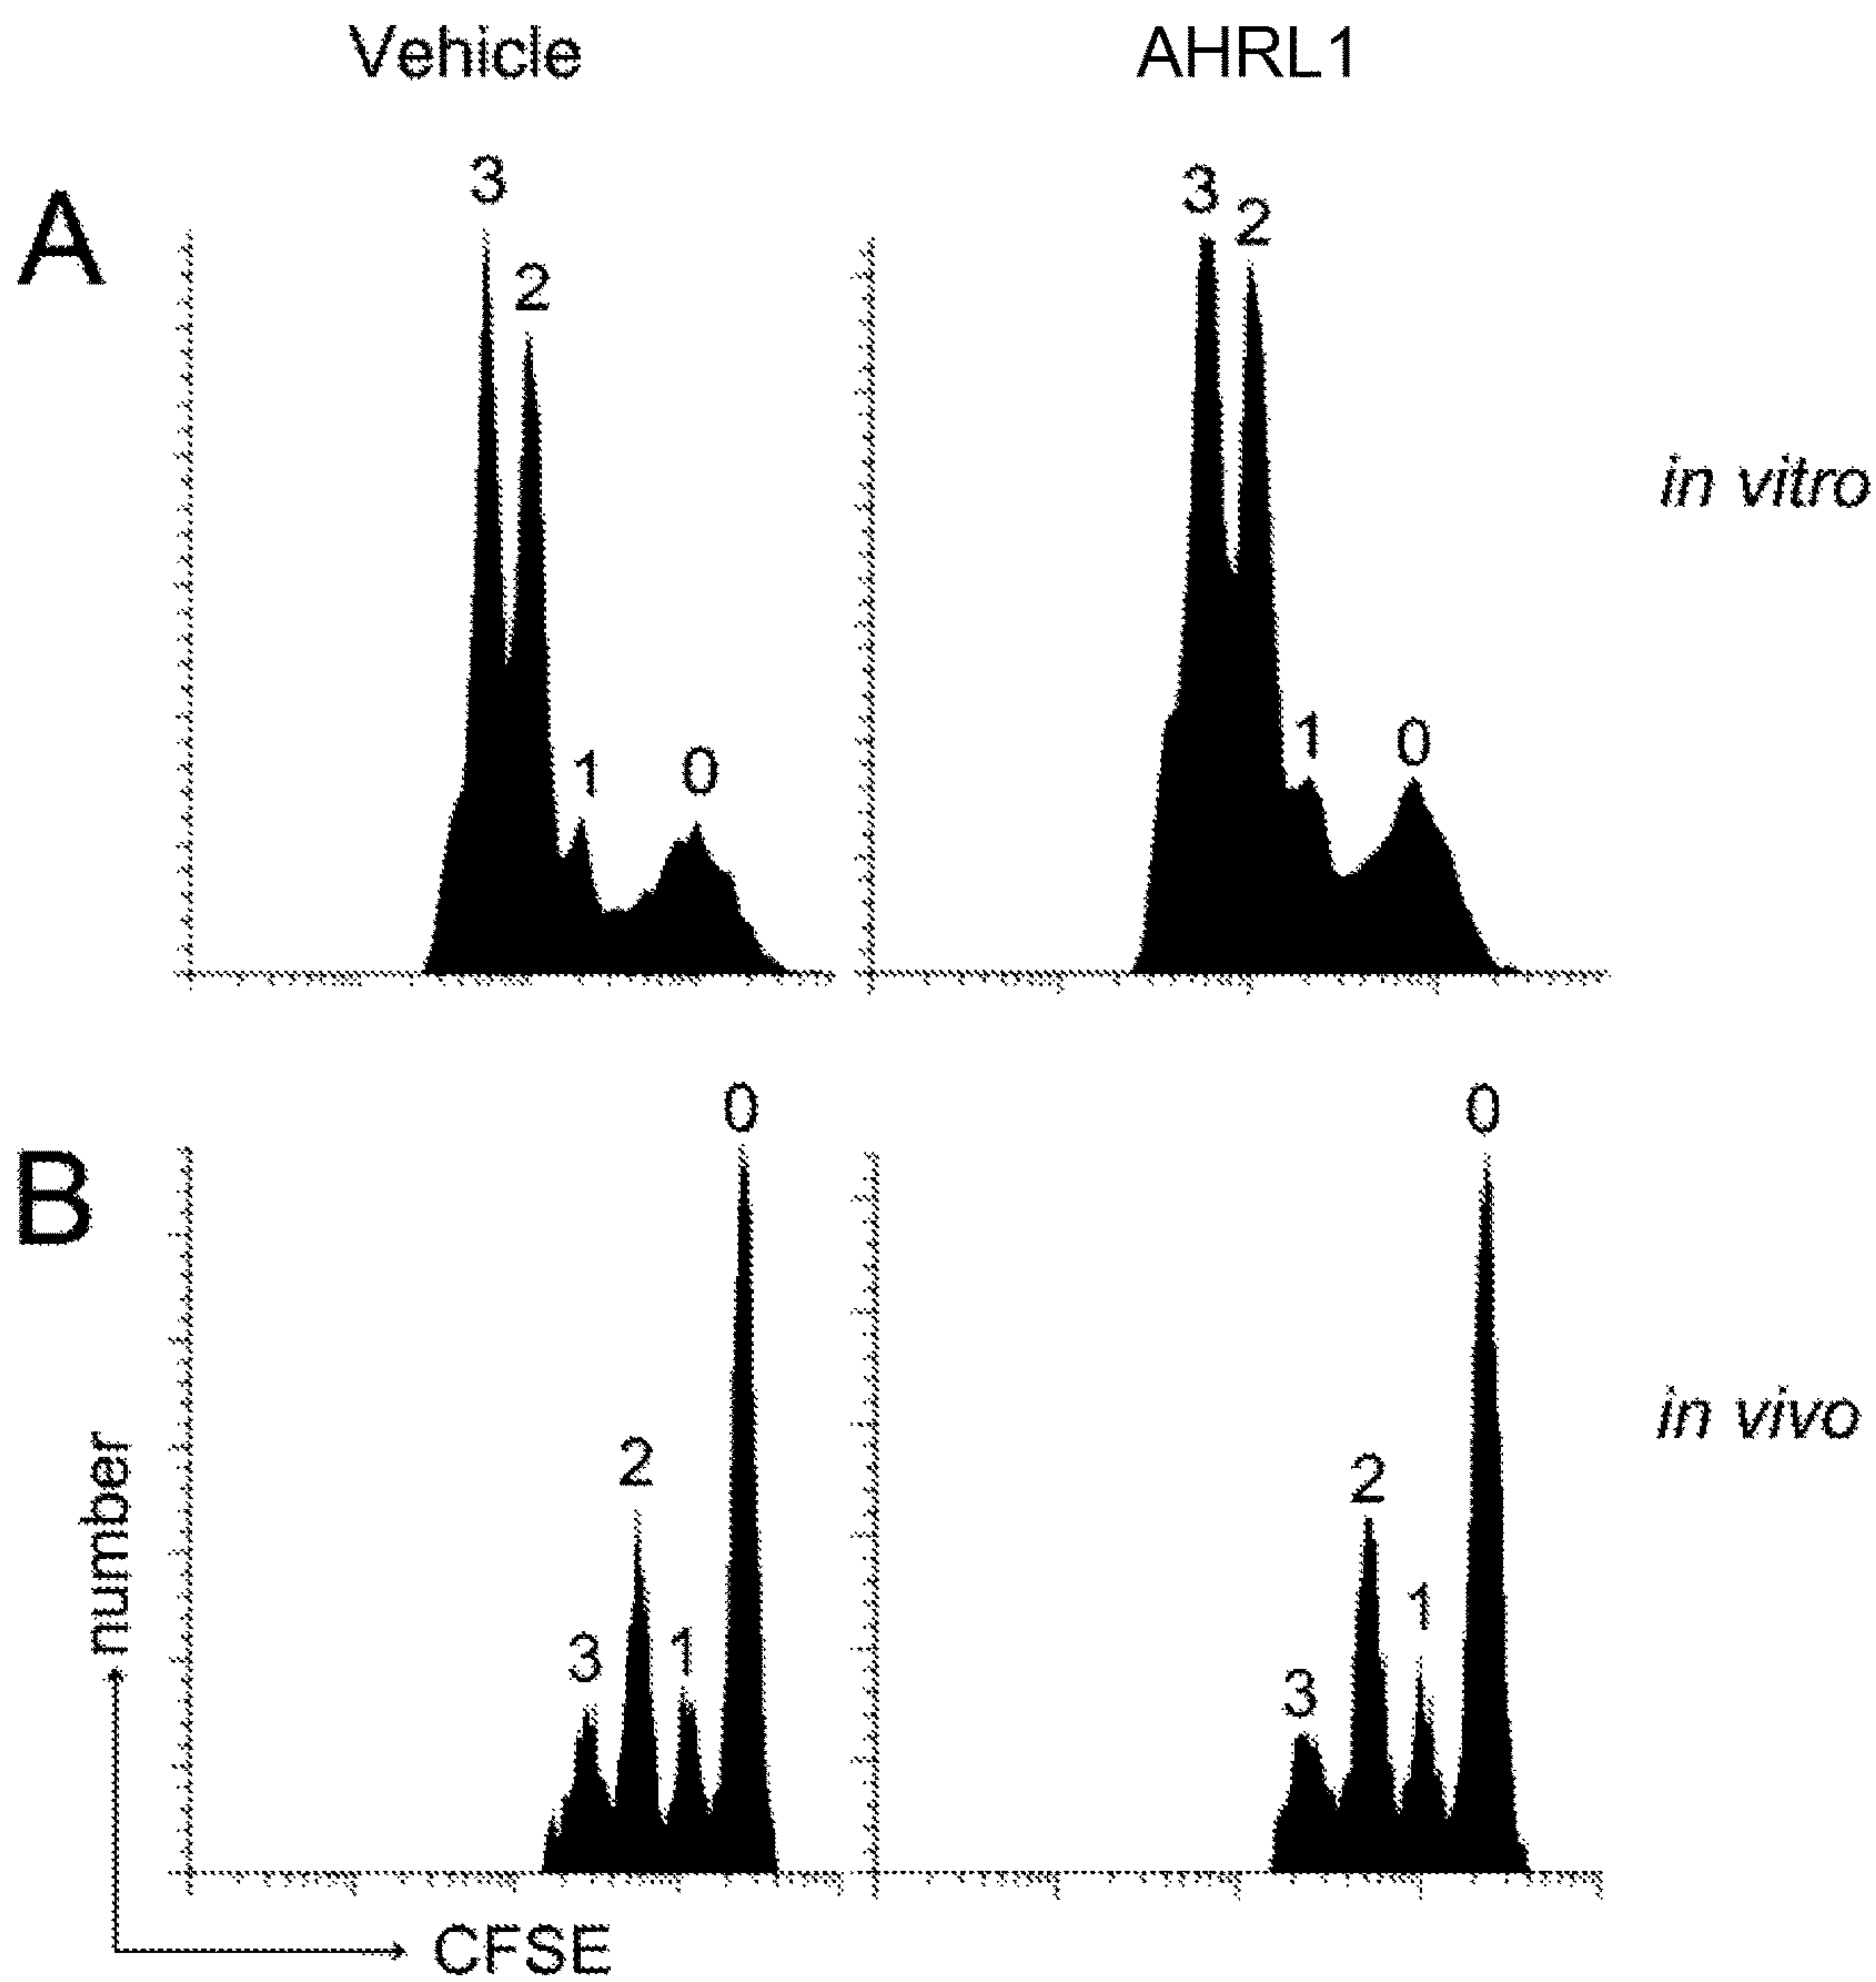 Vehicle AHRL1
A
3 2 1 0
3 2 1 0
in vitro
B
3 2 1 0
3 2 1 0
in vivo
number
CFSE